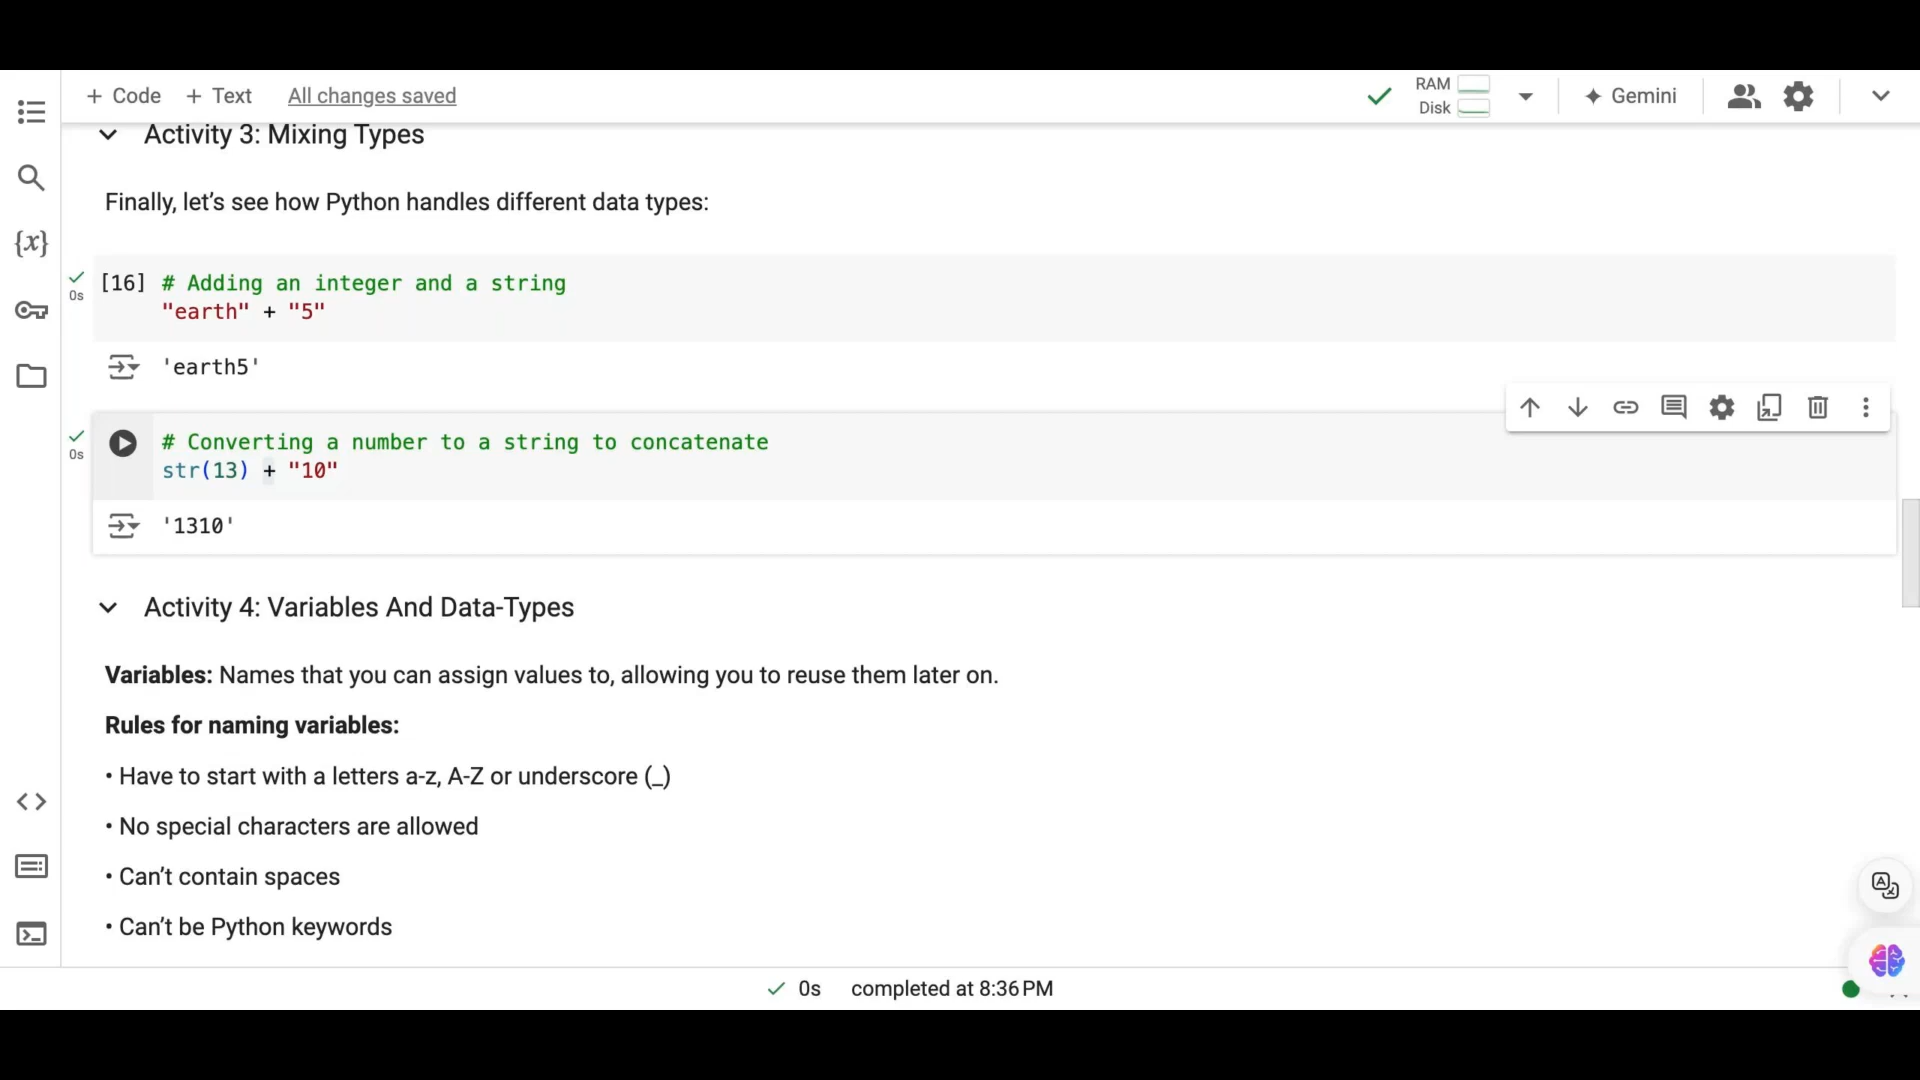 + Code + Text All changes saved
RAM
Disk
Gemini
Activity 3: Mixing Types
Finally, let’s see how Python handles different data types:
{x}
0s
[16] # Adding an integer and a string
"earth" + "5"
'earth5'
0s
# Converting a number to a string to concatenate
str(13) + "10"
'1310'
Activity 4: Variables And Data-Types
Variables: Names that you can assign values to, allowing you to reuse them later on.
Rules for naming variables:
• Have to start with a letters a-z, A-Z or underscore (_)
• No special characters are allowed
• Can’t contain spaces
• Can’t be Python keywords
0s completed at 8:36 PM